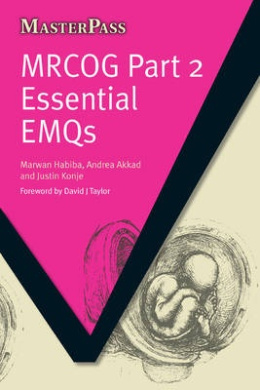 MASTERPASS
MRCOG Part 2
Essential
EMQs
Marwan Habiba, Andrea Akkad
and Justin Konje
Foreword by David J Taylor